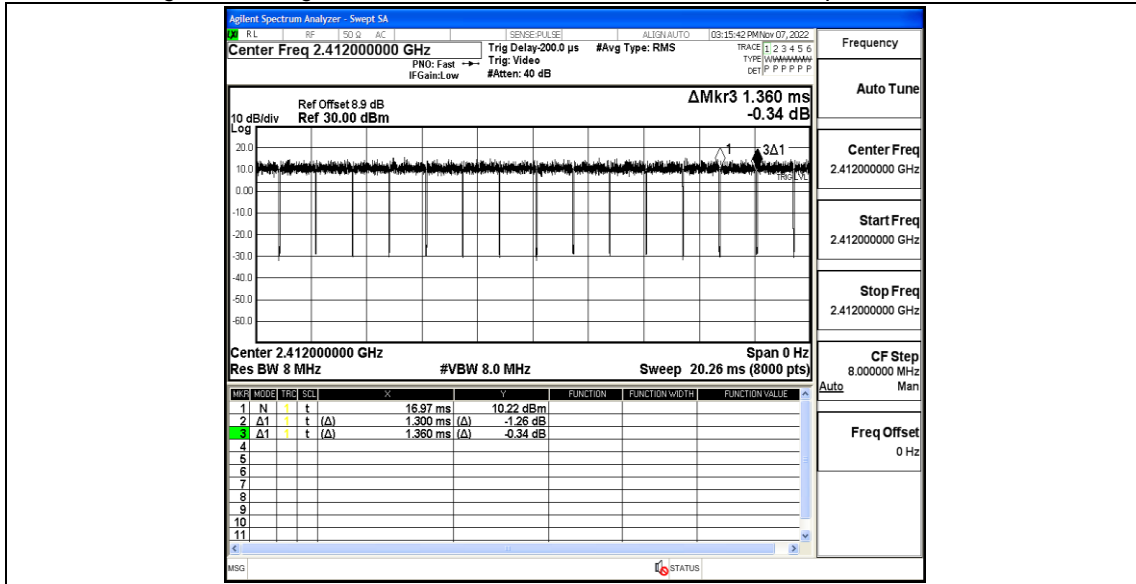 Agilent Spectrum Analyzer - Swept SA
RL RF 50 Ω AC SENSE:PULSE ALIGNAUTO 03:15:42 PMNov 07, 2022
Center Freq 2.412000000 GHz
PNO: Fast
IFGain:Low
Trig Delay-200.0 µs
Trig: Video
#Atten: 40 dB
#Avg Type: RMS
TRACE 1 2 3 4 5 6
TYPE
DET P P P P P P
ΔMkr3 1.360 ms
-0.34 dB
Ref Offset 8.9 dB
10 dB/div Ref 30.00 dBm
Log
20.0
10.0
0.00
-10.0
-20.0
-30.0
-40.0
-50.0
-60.0
1
3Δ1
TRIG LVL
Center 2.412000000 GHz Span 0 Hz
Res BW 8 MHz #VBW 8.0 MHz Sweep 20.26 ms (8000 pts)
MKR MODE TRC SCL X Y FUNCTION FUNCTION WIDTH FUNCTION VALUE
1 N 1 t 16.97 ms 10.22 dBm
2 Δ1 1 t (Δ) 1.300 ms (Δ) -1.26 dB
3 Δ1 1 t (Δ) 1.360 ms (Δ) -0.34 dB
4
5
6
7
8
9
10
11
MSG STATUS
Frequency
Auto Tune
Center Freq
2.412000000 GHz
Start Freq
2.412000000 GHz
Stop Freq
2.412000000 GHz
CF Step
8.000000 MHz
Auto Man
Freq Offset
0 Hz